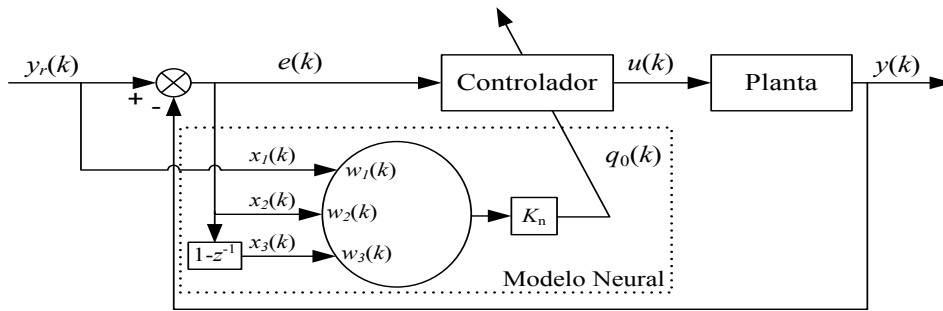 y_r(k)
+
-
e(k)
Controlador
u(k)
Planta
y(k)
q_0(k)
x_1(k)
w_1(k)
x_2(k)
w_2(k)
K_n
x_3(k)
w_3(k)
1-z^{-1}
Modelo Neural